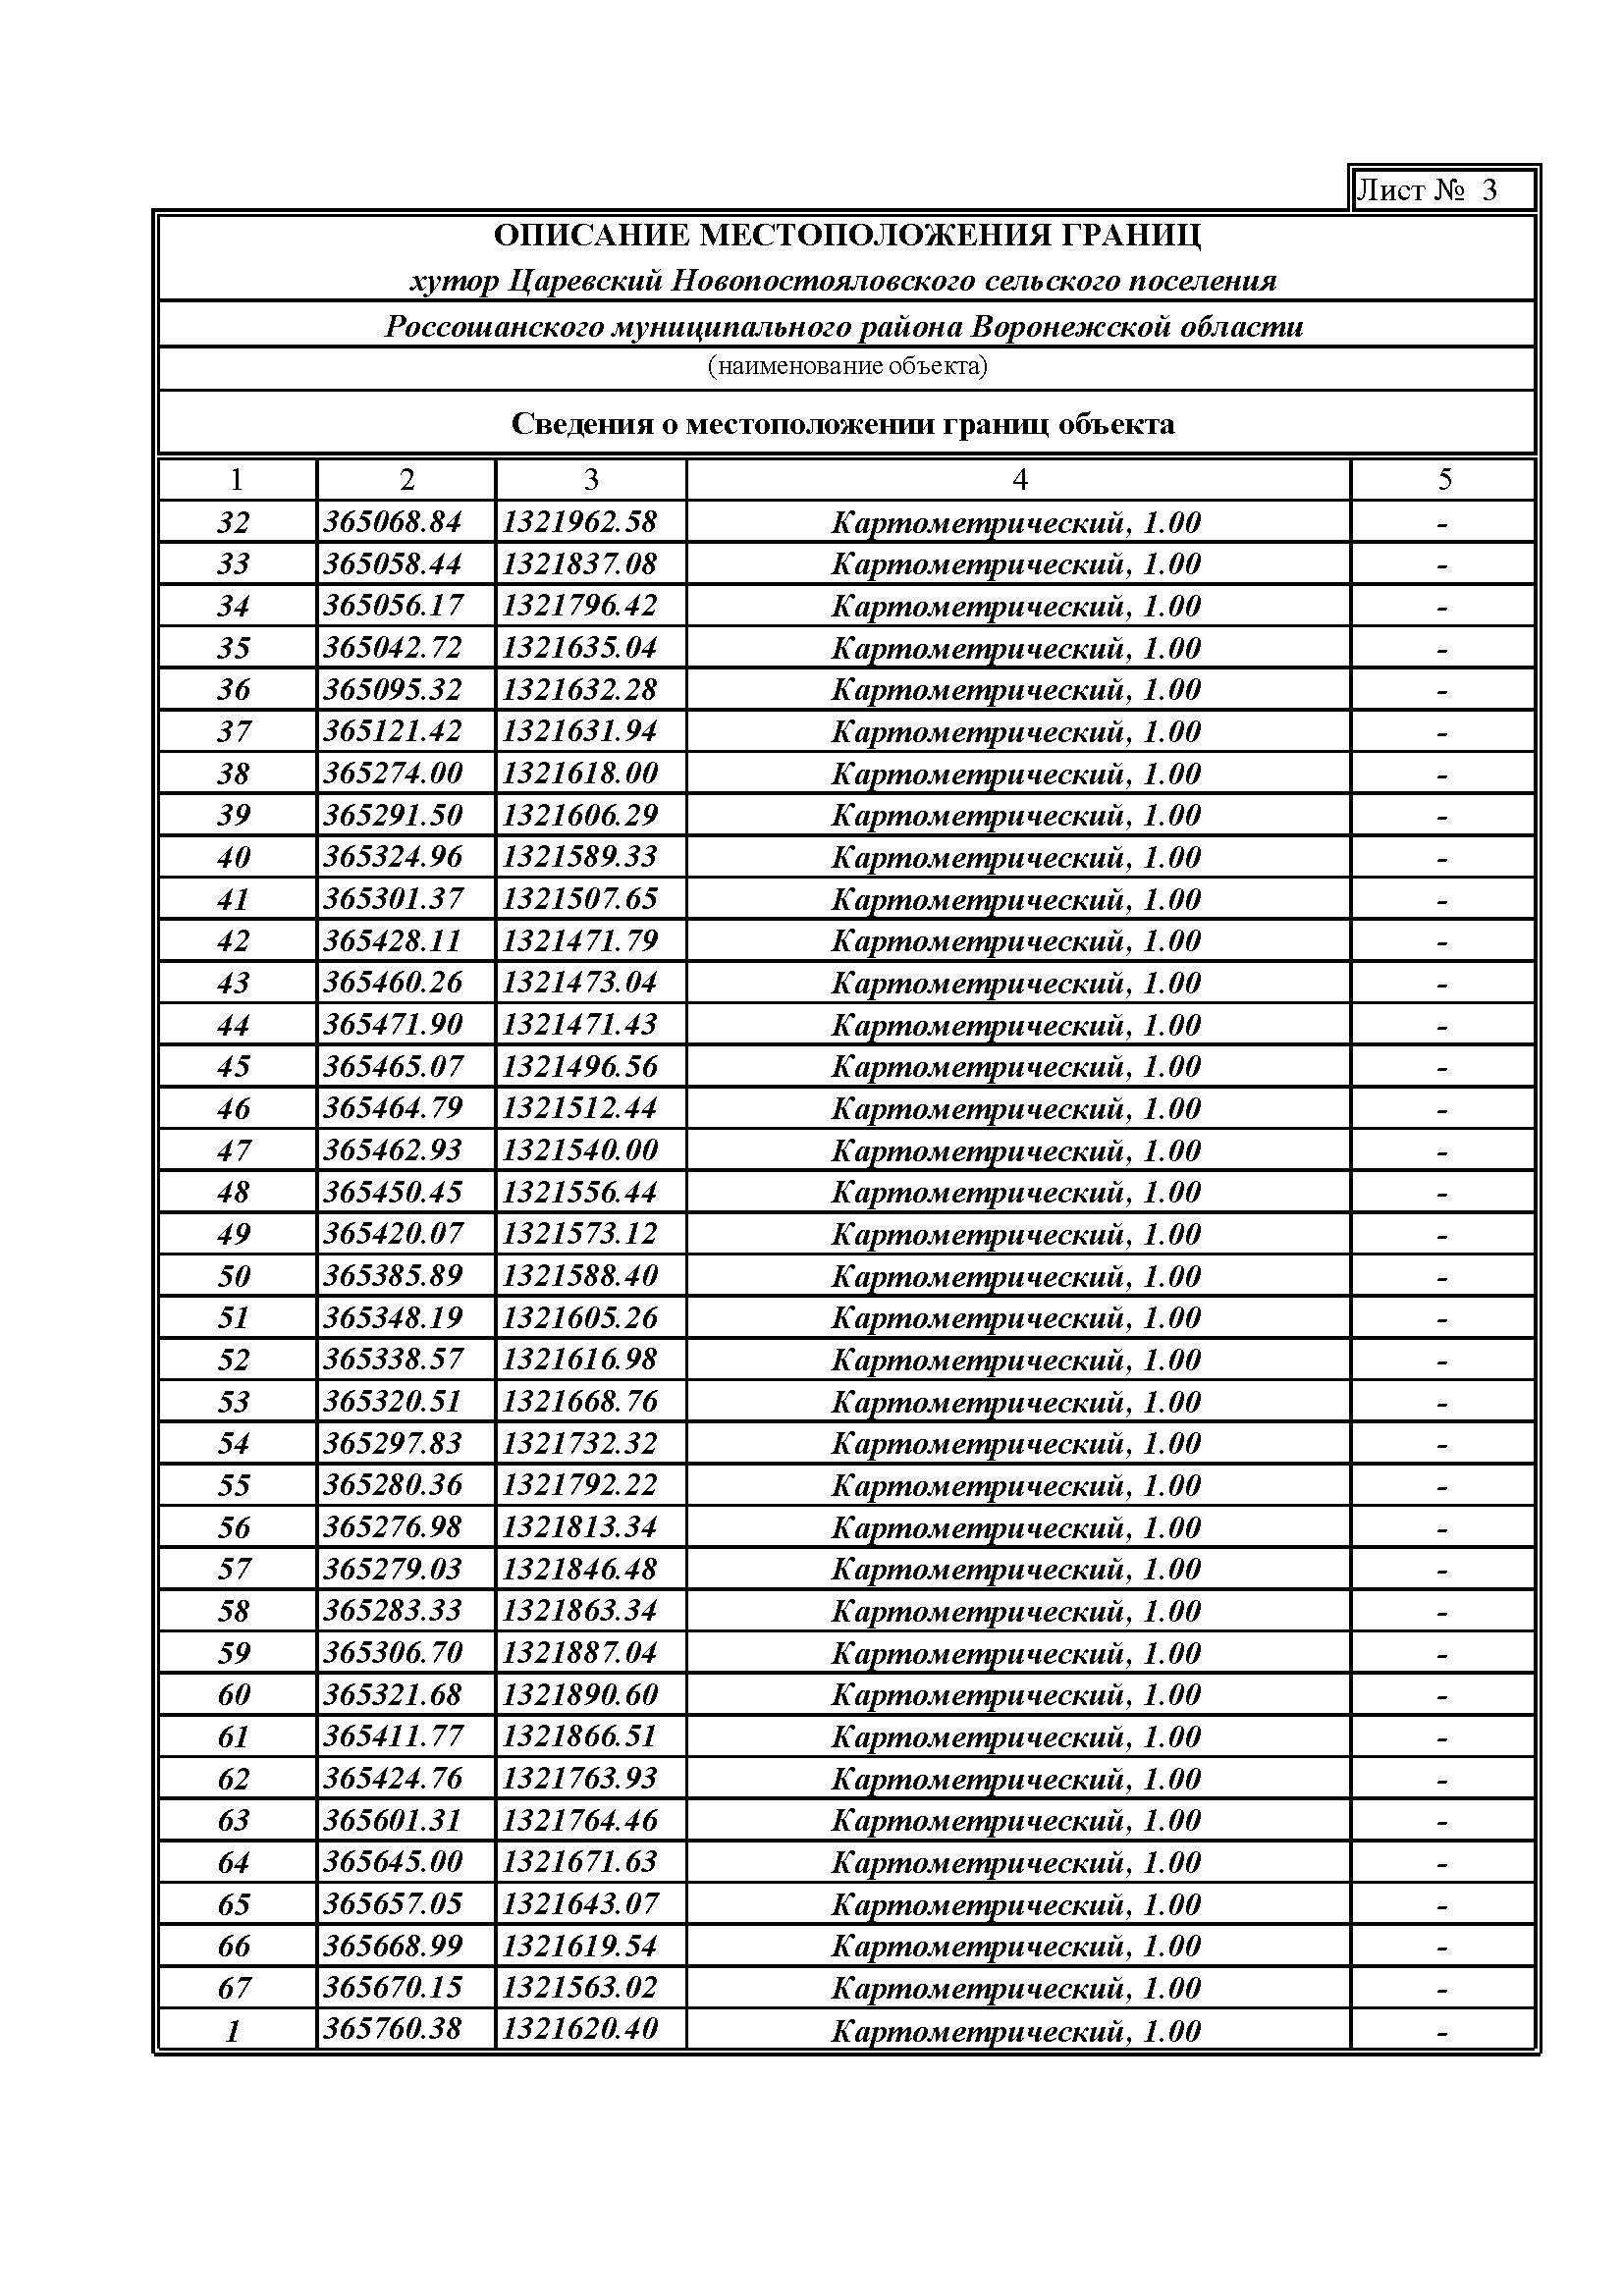 Лист № 3
ОПИСАНИЕ МЕСТОПОЛОЖЕНИЯ ГРАНИЦ
хутор Царевский Новопостояловского сельского поселения
Россошанского муниципального района Воронежской области
(наименование объекта)
Сведения о местоположении границ объекта
1 2 3 4 5
32 365068.84 1321962.58 Картометрический, 1.00 -
33 365058.44 1321837.08 Картометрический, 1.00 -
34 365056.17 1321796.42 Картометрический, 1.00 -
35 365042.72 1321635.04 Картометрический, 1.00 -
36 365095.32 1321632.28 Картометрический, 1.00 -
37 365121.42 1321631.94 Картометрический, 1.00 -
38 365274.00 1321618.00 Картометрический, 1.00 -
39 365291.50 1321606.29 Картометрический, 1.00 -
40 365324.96 1321589.33 Картометрический, 1.00 -
41 365301.37 1321507.65 Картометрический, 1.00 -
42 365428.11 1321471.79 Картометрический, 1.00 -
43 365460.26 1321473.04 Картометрический, 1.00 -
44 365471.90 1321471.43 Картометрический, 1.00 -
45 365465.07 1321496.56 Картометрический, 1.00 -
46 365464.79 1321512.44 Картометрический, 1.00 -
47 365462.93 1321540.00 Картометрический, 1.00 -
48 365450.45 1321556.44 Картометрический, 1.00 -
49 365420.07 1321573.12 Картометрический, 1.00 -
50 365385.89 1321588.40 Картометрический, 1.00 -
51 365348.19 1321605.26 Картометрический, 1.00 -
52 365338.57 1321616.98 Картометрический, 1.00 -
53 365320.51 1321668.76 Картометрический, 1.00 -
54 365297.83 1321732.32 Картометрический, 1.00 -
55 365280.36 1321792.22 Картометрический, 1.00 -
56 365276.98 1321813.34 Картометрический, 1.00 -
57 365279.03 1321846.48 Картометрический, 1.00 -
58 365283.33 1321863.34 Картометрический, 1.00 -
59 365306.70 1321887.04 Картометрический, 1.00 -
60 365321.68 1321890.60 Картометрический, 1.00 -
61 365411.77 1321866.51 Картометрический, 1.00 -
62 365424.76 1321763.93 Картометрический, 1.00 -
63 365601.31 1321764.46 Картометрический, 1.00 -
64 365645.00 1321671.63 Картометрический, 1.00 -
65 365657.05 1321643.07 Картометрический, 1.00 -
66 365668.99 1321619.54 Картометрический, 1.00 -
67 365670.15 1321563.02 Картометрический, 1.00 -
1 365760.38 1321620.40 Картометрический, 1.00 -